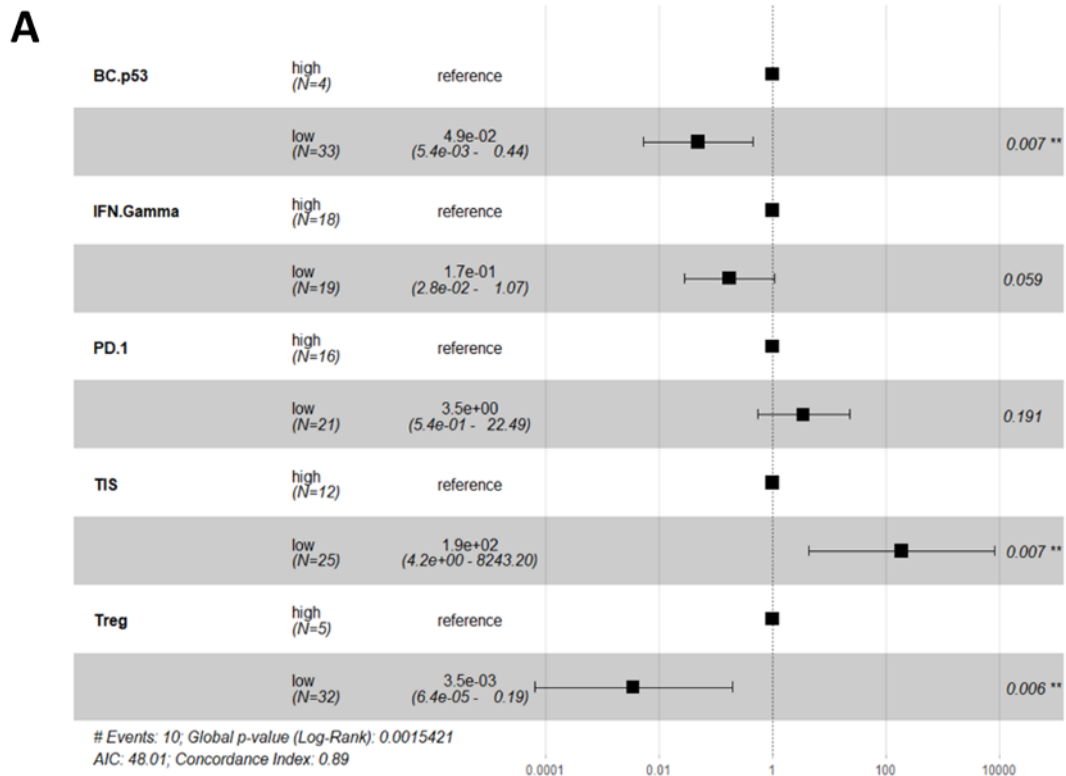 A
BC.p53 high reference
(N=4)
low 4.9e-02
(N=33) (5.4e-03 - 0.44) 0.007 **
IFN.Gamma high reference
(N=18)
low 1.7e-01
(N=19) (2.8e-02 - 1.07) 0.059
PD.1 high reference
(N=16)
low 3.5e+00
(N=21) (5.4e-01 - 22.49) 0.191
TIS high reference
(N=12)
low 1.9e+02
(N=25) (4.2e+00 - 8243.20) 0.007 **
Treg high reference
(N=5)
low 3.5e-03
(N=32) (6.4e-05 - 0.19) 0.006 **
# Events: 10; Global p-value (Log-Rank): 0.0015421
AIC: 48.01; Concordance Index: 0.89
0.0001 0.01 1 100 10000